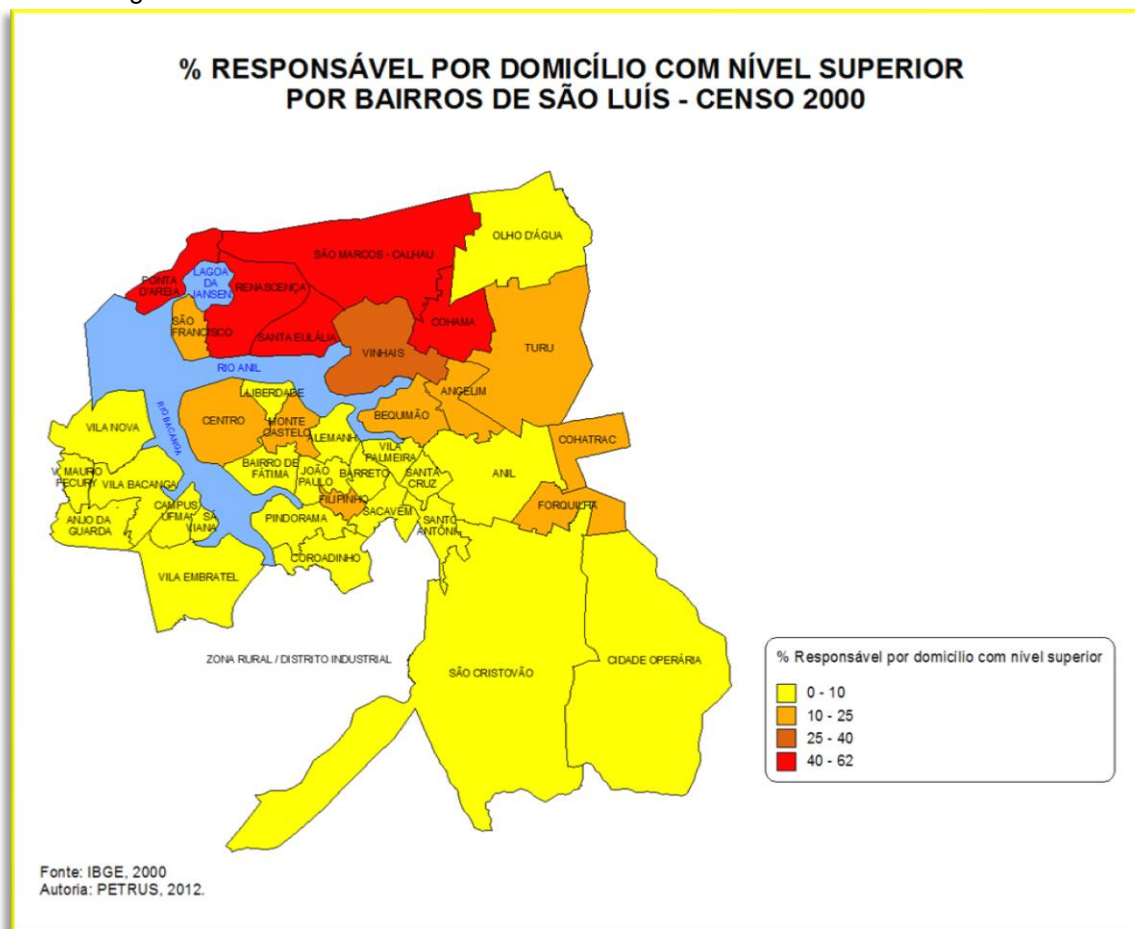 % RESPONSÁVEL POR DOMICÍLIO COM NÍVEL SUPERIOR
POR BAIRROS DE SÃO LUÍS - CENSO 2000
OLHO D'ÁGUA
SÃO MARCOS - CALHAU
LAGOA
DA
JANSEN
PONTA
D'AREIA
RENASCENÇA
SÃO
FRANCISCO
SANTA EULÁLIA
COHAMA
VINHAIS
TURU
RIO ANIL
LIBERDADE
ANGELIM
CENTRO
MONTE
CASTELO
BEQUIMÃO
RIO BACANGA
VILA NOVA
ALEMANH
COHATRAC
VILA
PALMEIRA
BAIRRO DE
FÁTIMA
JOÃO
PAULO
BARRETO
SANTA
CRUZ
ANIL
V. MAURO
FECURY
VILA BACANGA
FILIPINHO
FORQUILHA
CAMPUS
UFMA
SÁ
VIANA
ANJO DA
GUARDA
PINDORAMA
SACAVEM
SANTO
ANTÔNI
COROADINHO
VILA EMBRATEL
ZONA RURAL / DISTRITO INDUSTRIAL
SÃO CRISTOVÃO
CIDADE OPERÁRIA
% Responsável por domicílio com nível superior
0 - 10
10 - 25
25 - 40
40 - 62
Fonte: IBGE, 2000
Autoria: PETRUS, 2012.